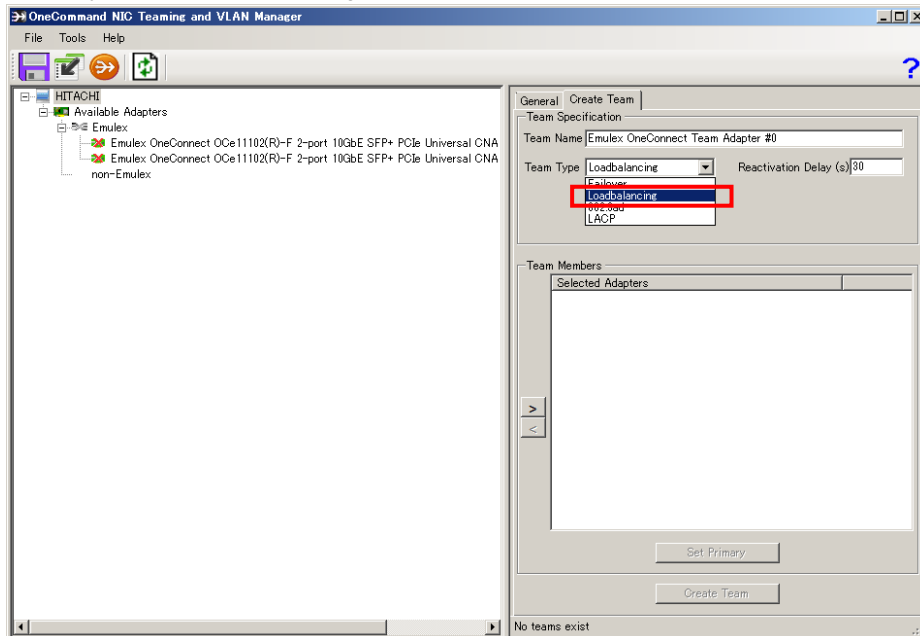 OneCommand NIC Teaming and VLAN Manager
File Tools Help
?
HITACHI
Available Adapters
Emulex
Emulex OneConnect OCe11102(R)-F 2-port 10GbE SFP+ PCIe Universal CNA
Emulex OneConnect OCe11102(R)-F 2-port 10GbE SFP+ PCIe Universal CNA
non-Emulex
General Create Team
Team Specification
Team Name Emulex OneConnect Team Adapter #0
Team Type Loadbalancing Reactivation Delay (s) 30
Failover
Loadbalancing
802.3ad
LACP
Team Members
Selected Adapters
>
<
Set Primary
Create Team
No teams exist